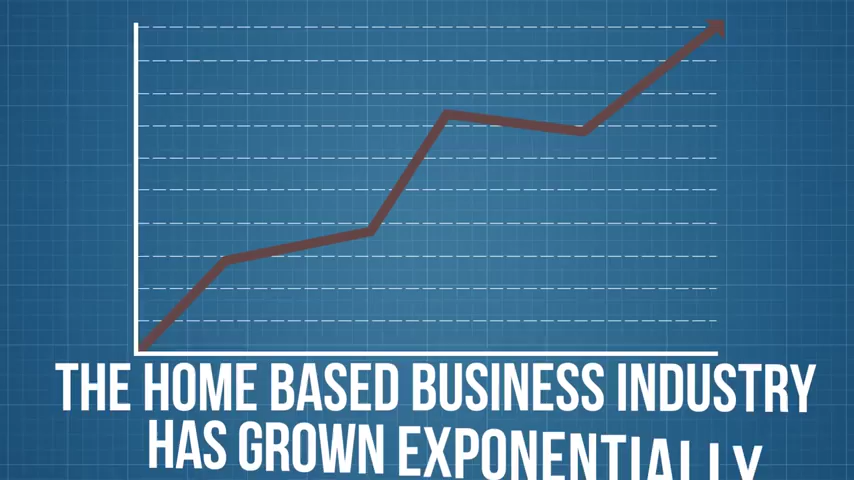 THE HOME BASED BUSINESS INDUSTRY
HAS GROWN EXPONENTIALLY